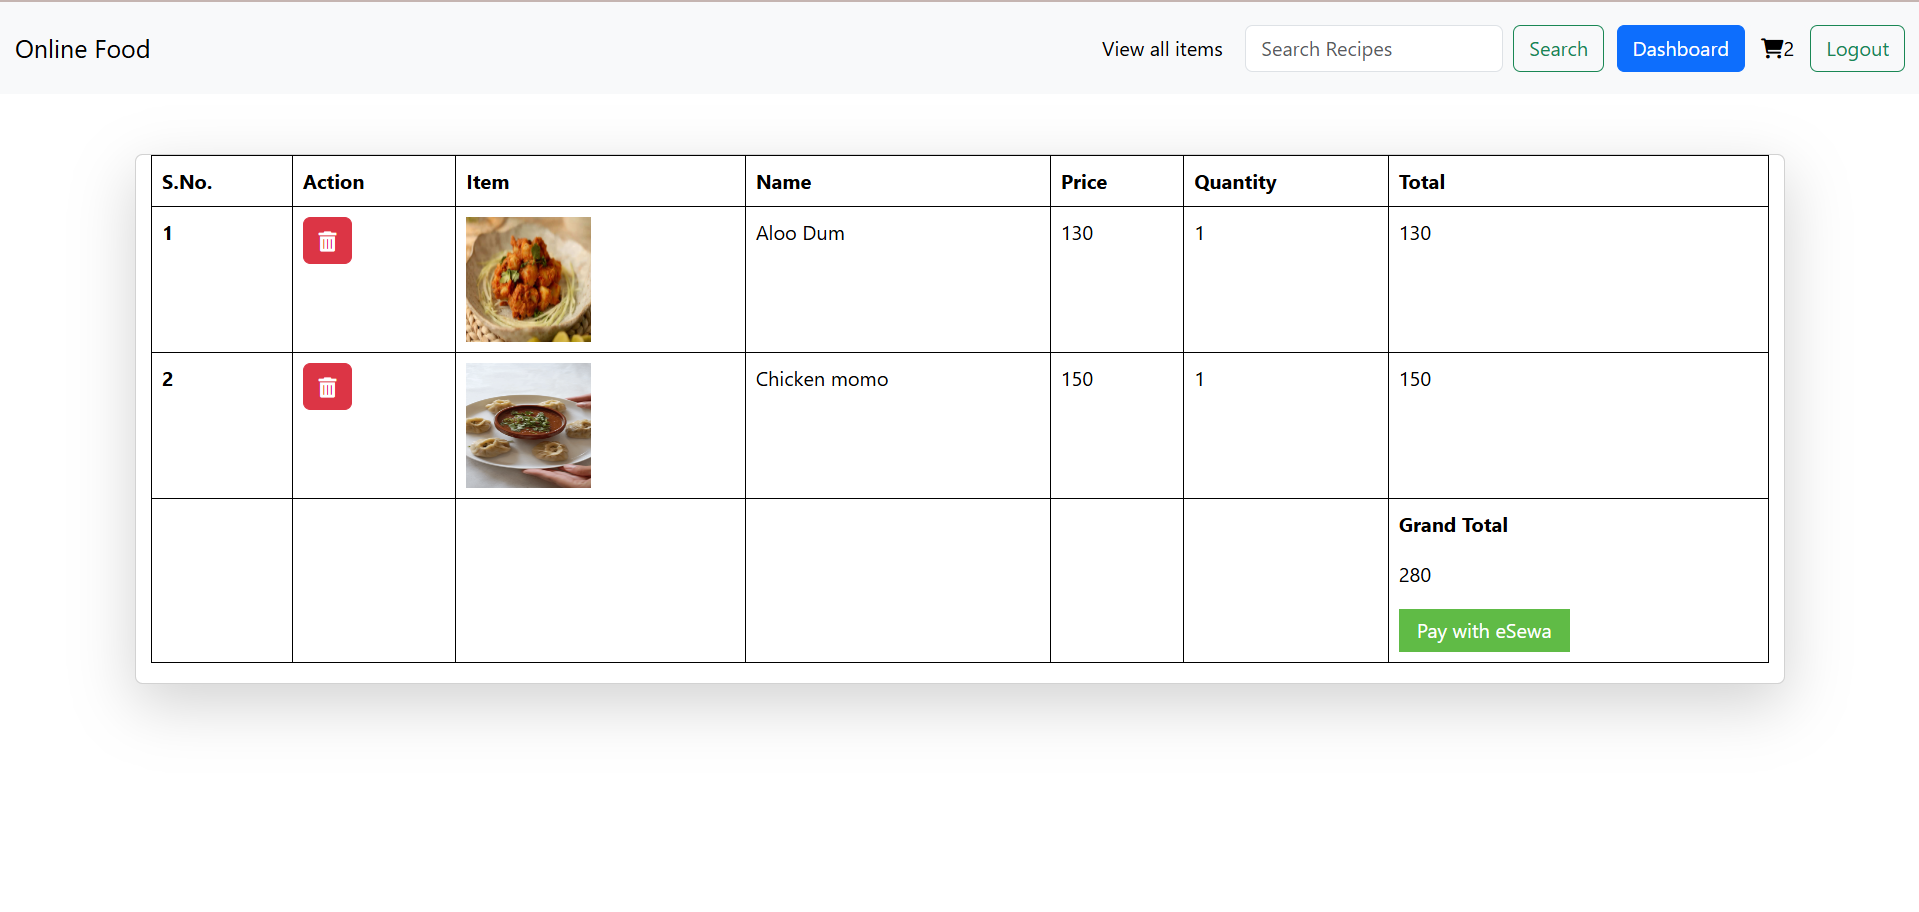 Online Food
View all items
Search Recipes
Search
Dashboard
2
Logout
S.No. Action Item Name Price Quantity Total
1 Aloo Dum 130 1 130
2 Chicken momo 150 1 150
Grand Total
280
Pay with eSewa